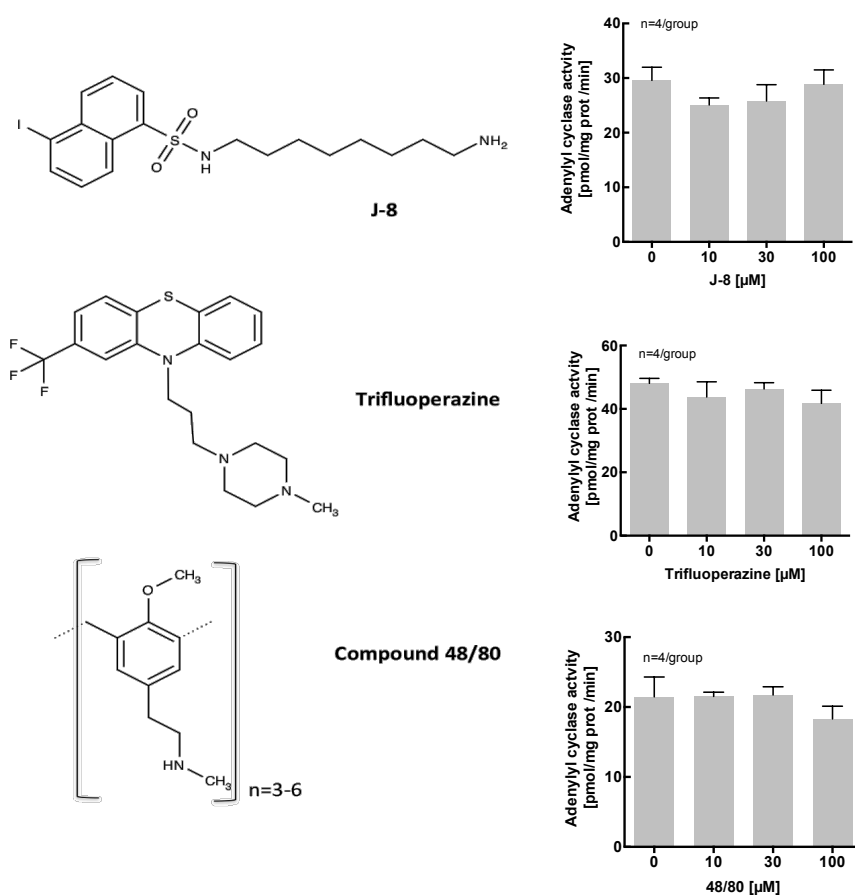 I
O
S
O
N
H
NH₂
J-8
n=4/group
Adenylyl cyclase actvity
[pmol/mg prot /min]
40
30
20
10
0
0 10 30 100
J-8 [µM]
S
N
F
F
F
N
N
CH₃
Trifluoperazine
n=4/group
Adenylyl cyclase actvity
[pmol/mg prot /min]
60
40
20
0
0 10 30 100
Trifluoperazine [µM]
O
CH₃
HN
CH₃
n=3-6
Compound 48/80
n=4/group
Adenylyl cyclase actvity
[pmol/mg prot /min]
30
20
10
0
0 10 30 100
48/80 [µM]